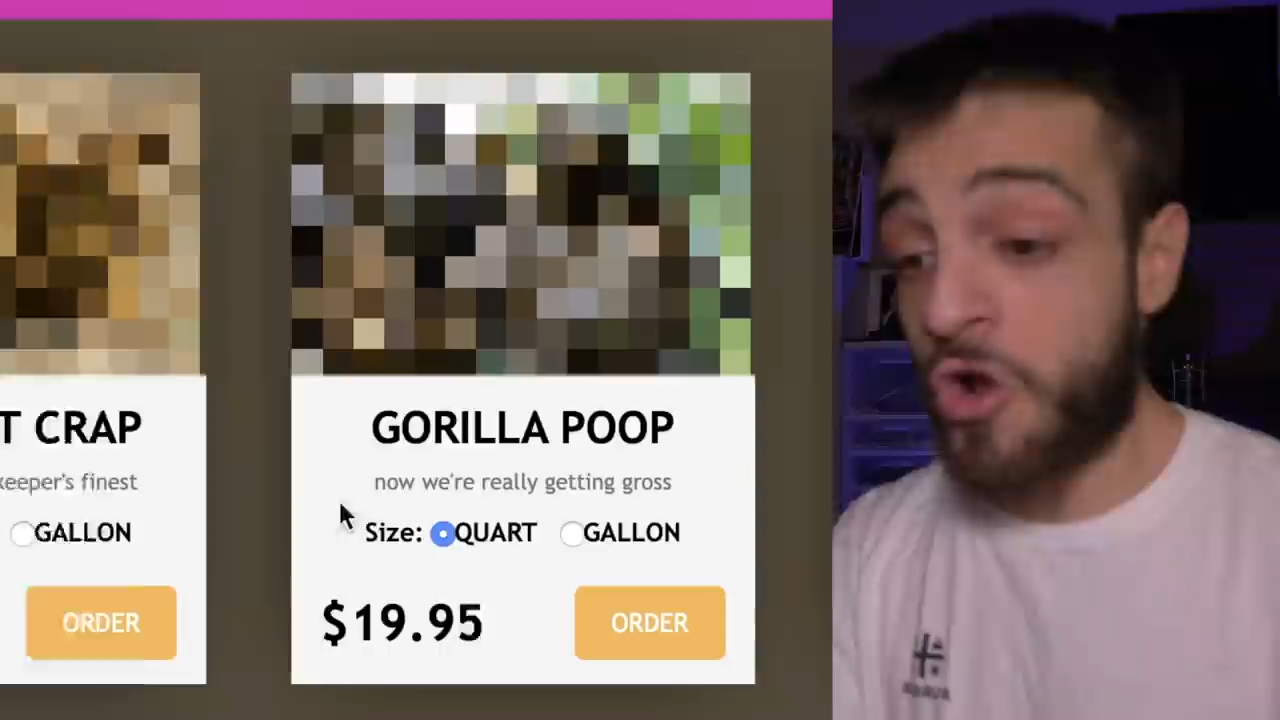 T CRAP
keeper's finest
GALLON
ORDER
GORILLA POOP
now we're really getting gross
Size: QUART GALLON
$19.95
ORDER